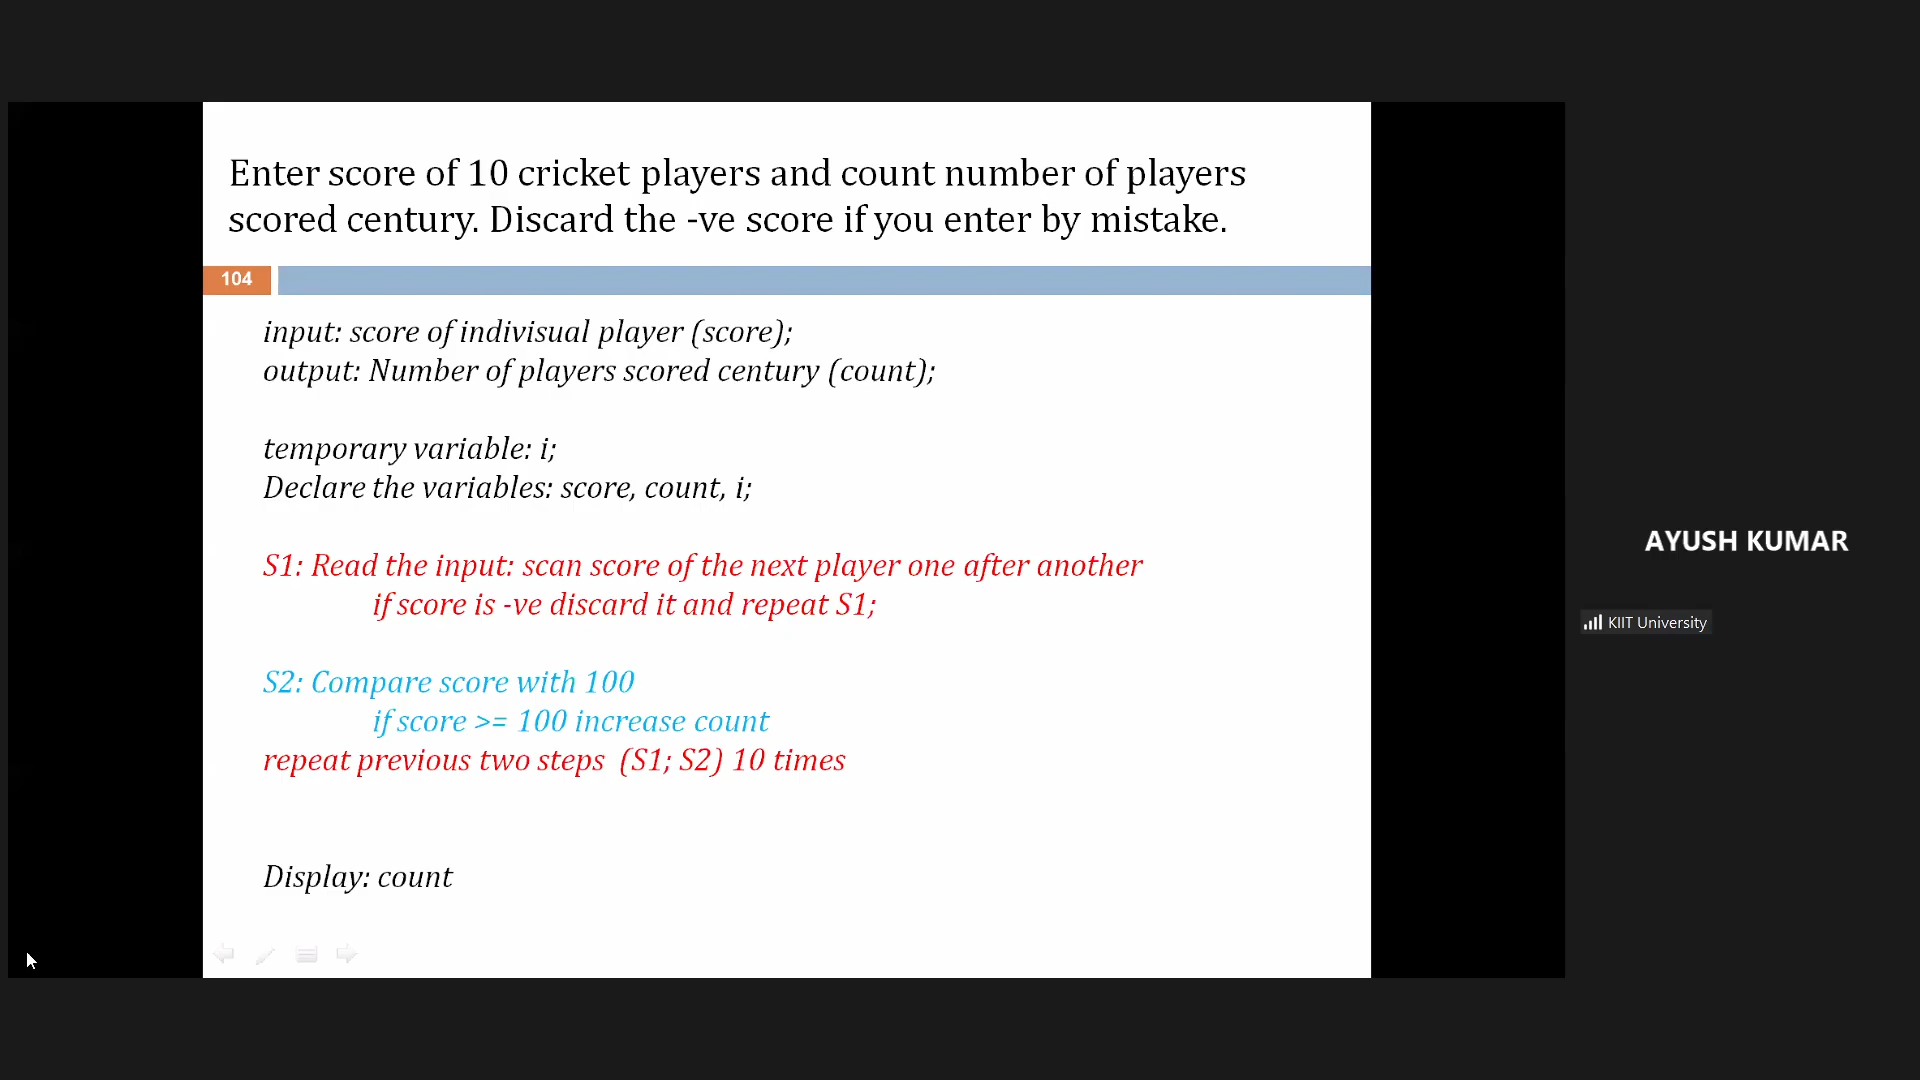 Enter score of 10 cricket players and count number of players
scored century. Discard the -ve score if you enter by mistake.
104
input: score of indivisual player (score);
output: Number of players scored century (count);
temporary variable: i;
Declare the variables: score, count, i;
S1: Read the input: scan score of the next player one after another
if score is -ve discard it and repeat S1;
S2: Compare score with 100
if score >= 100 increase count
repeat previous two steps (S1; S2) 10 times
Display: count
AYUSH KUMAR
KIIT University